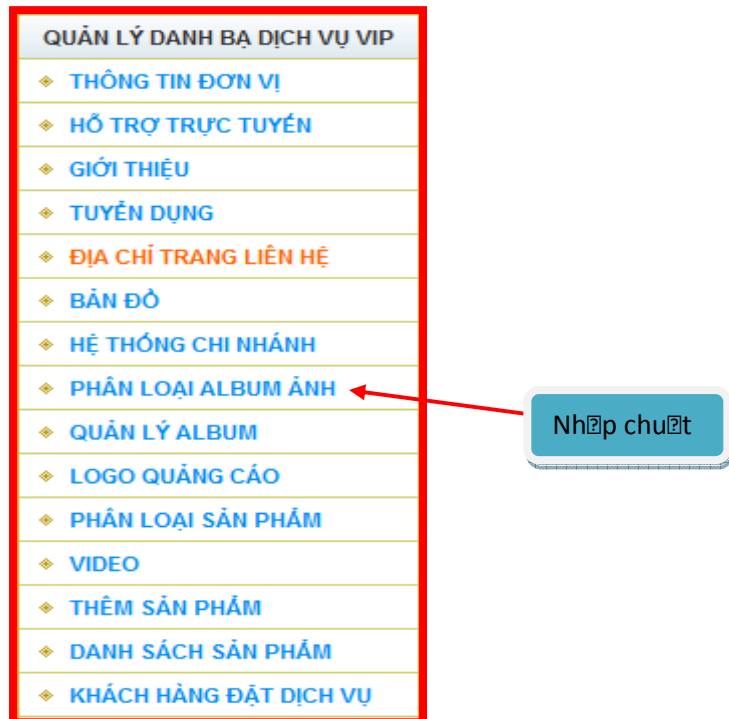 QUẢN LÝ DANH BẠ DỊCH VỤ VIP
THÔNG TIN ĐƠN VỊ
HỖ TRỢ TRỰC TUYẾN
GIỚI THIỆU
TUYỂN DỤNG
ĐỊA CHỈ TRANG LIÊN HỆ
BẢN ĐỒ
HỆ THỐNG CHI NHÁNH
PHÂN LOẠI ALBUM ẢNH
QUẢN LÝ ALBUM
LOGO QUẢNG CÁO
PHÂN LOẠI SẢN PHẨM
VIDEO
THÊM SẢN PHẨM
DANH SÁCH SẢN PHẨM
KHÁCH HÀNG ĐẶT DỊCH VỤ
Nh⍰p chu⍰t